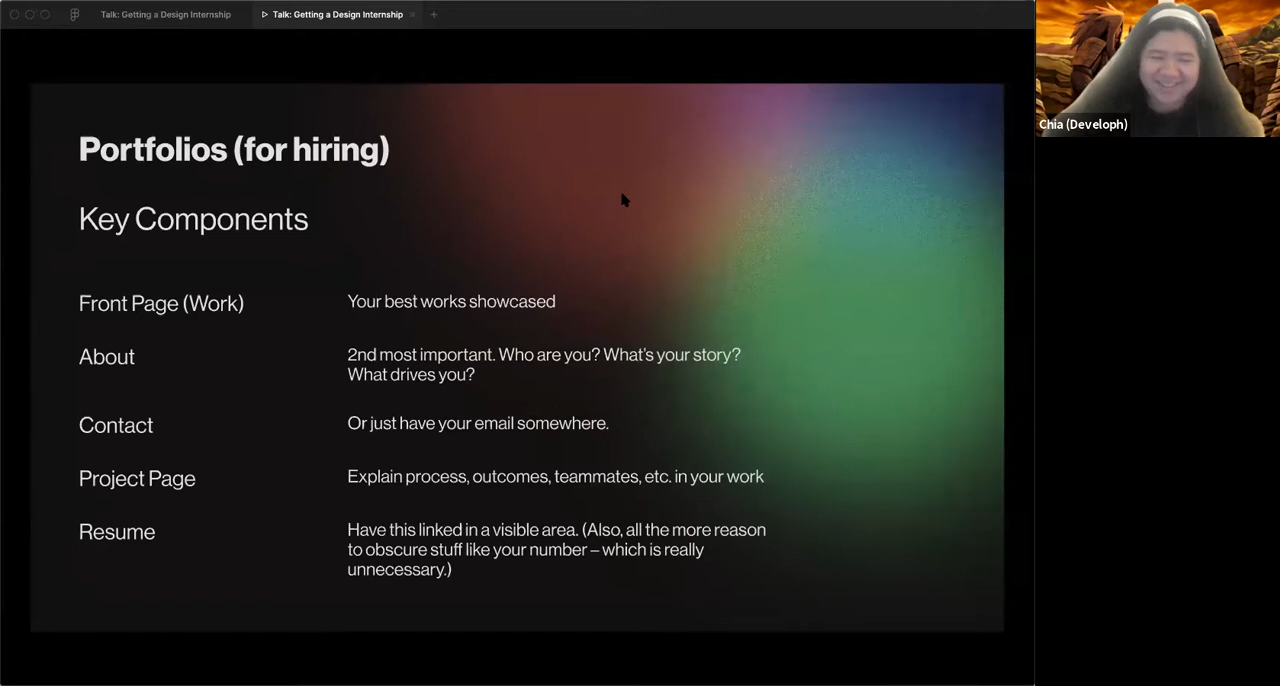 Talk: Getting a Design Internship
Talk: Getting a Design Internship
Chia (Developh)
Portfolios (for hiring)
Key Components
Front Page (Work)
Your best works showcased
About
2nd most important. Who are you? What's your story?
What drives you?
Contact
Or just have your email somewhere.
Project Page
Explain process, outcomes, teammates, etc. in your work
Resume
Have this linked in a visible area. (Also, all the more reason
to obscure stuff like your number – which is really
unnecessary.)